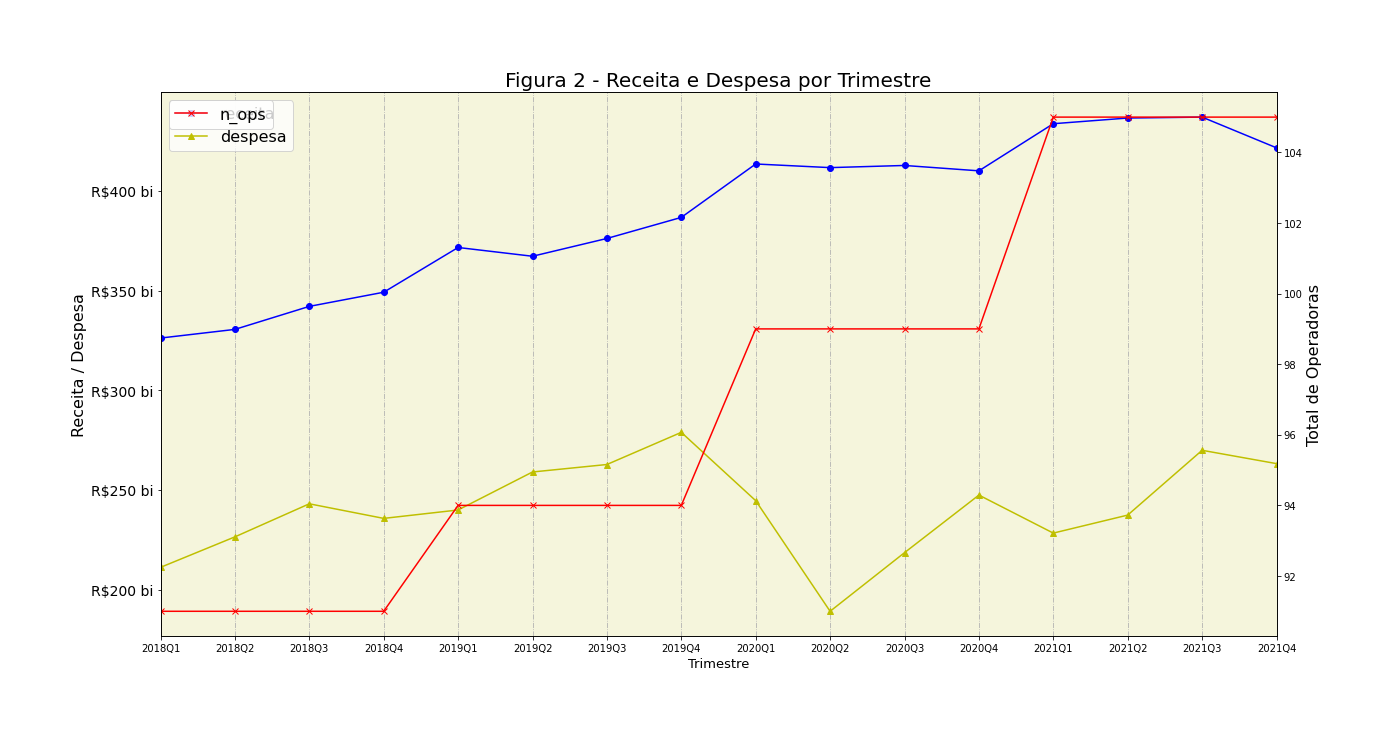 Figura 2 - Receita e Despesa por Trimestre
n_ops
receita
despesa
R$400 bi
R$350 bi
R$300 bi
R$250 bi
R$200 bi
Receita / Despesa
104
102
100
98
96
94
92
Total de Operadoras
2018Q1 2018Q2 2018Q3 2018Q4 2019Q1 2019Q2 2019Q3 2019Q4 2020Q1 2020Q2 2020Q3 2020Q4 2021Q1 2021Q2 2021Q3 2021Q4
Trimestre